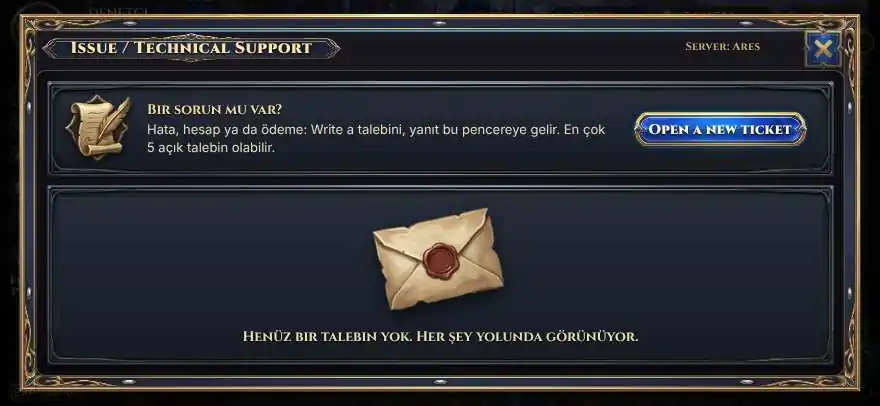 Issue / Technical Support
Server: Ares
Bir sorun mu var?
Hata, hesap ya da ödeme: Write a talebini, yanıt bu pencereye gelir. En çok
5 açık talebin olabilir.
Open a new ticket
Henüz bir talebin yok. Her şey yolunda görünüyor.